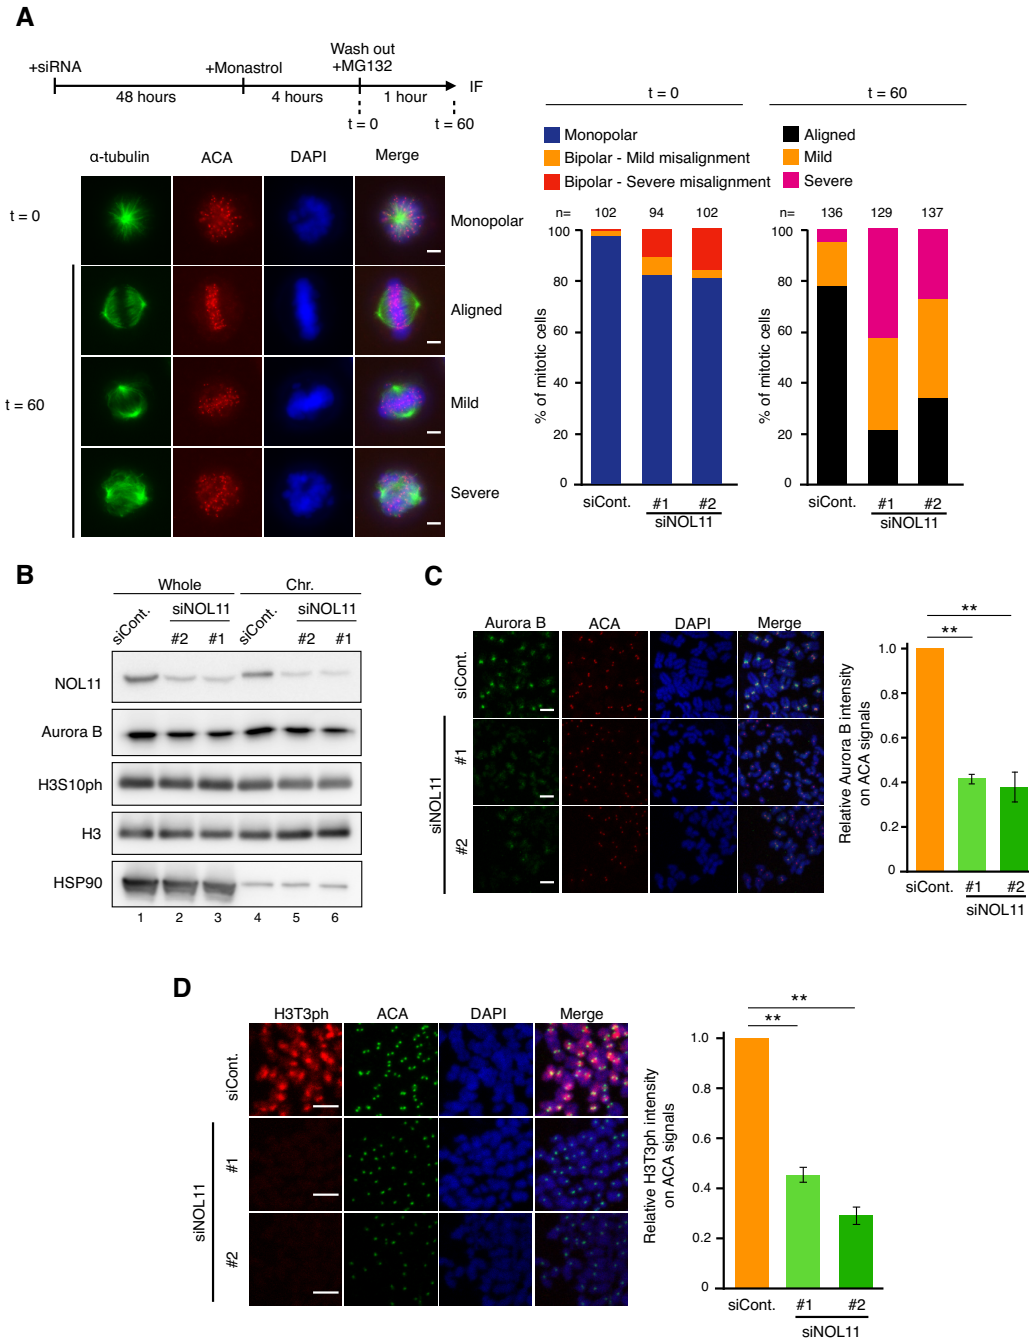 A
+siRNA
+Monastrol
Wash out
+MG132
IF
48 hours
4 hours
1 hour
t = 0
t = 60
α-tubulin
ACA
DAPI
Merge
t = 0
Monopolar
Aligned
t = 60
Mild
Severe
t = 0
Monopolar
Bipolar - Mild misalignment
Bipolar - Severe misalignment
n= 102 94 102
100
80
60
40
20
0
% of mitotic cells
siCont. #1 #2
siNOL11
t = 60
Aligned
Mild
Severe
n= 136 129 137
100
80
60
40
20
0
% of mitotic cells
siCont. #1 #2
siNOL11
B
Whole Chr.
siCont. siNOL11 siCont. siNOL11
#2 #1 #2 #1
NOL11
Aurora B
H3S10ph
H3
HSP90
1 2 3 4 5 6
C
Aurora B ACA DAPI Merge
siCont.
siNOL11
#1
#2
**
**
1.0
0.8
0.6
0.4
0.2
0
Relative Aurora B intensity
on ACA signals
siCont. #1 #2
siNOL11
D
H3T3ph ACA DAPI Merge
siCont.
siNOL11
#1
#2
**
**
1.0
0.8
0.6
0.4
0.2
0
Relative H3T3ph intensity
on ACA signals
siCont. #1 #2
siNOL11